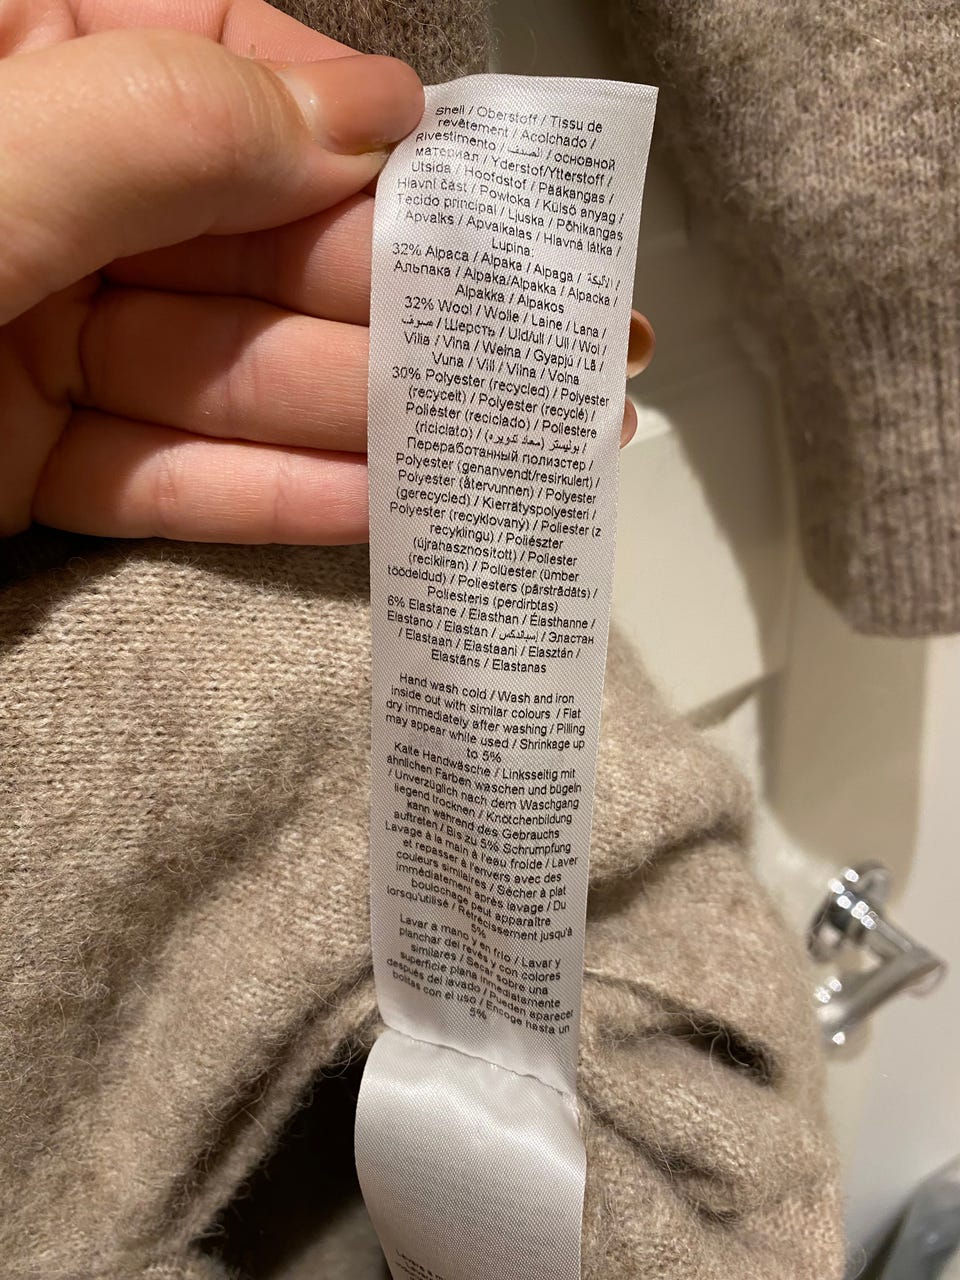 Shell / Oberstoff / Tissu de
revêtement / Acolchado /
Rivestimento / الصدف / основной
материал / Yderstof/Ytterstoff /
Utsida / Hoofdstof / Pääkangas /
Hlavní část / Powłoka / Külső anyag /
Tecido principal / Ljuska / Põhikangas
/ Apvalks / Apvalkalas / Hlavná látka /
Lupina.
32% Alpaca / Alpaka / Alpaga / الألبكة /
Альпака / Alpaka/Alpakka / Alpacka /
Alpakka / Alpakos
32% Wool / Wolle / Laine / Lana /
صوف / Шерсть / Uld/ull / Ull / Wol /
Villa / Vlna / Wełna / Gyapjú / Lã /
Vuna / Vill / Vilna / Volna
30% Polyester (recycled) / Polyester
(recycelt) / Polyester (recyclé) /
Poliéster (reciclado) / Poliestere
(riciclato) / بوليستر (معاد تدويره) /
Переработанный полиэстер /
Polyester (genanvendt/resirkulert) /
Polyester (återvunnen) / Polyester
(gerecycled) / Kierrätyspolyesteri /
Polyester (recyklovaný) / Poliester (z
recyklingu) / Poliészter
(újrahasznosított) / Poliester
(recikliran) / Polüester (ümber
töödeldud) / Poliesters (pārstrādāts) /
Poliesteris (perdirbtas)
6% Elastane / Elasthan / Élasthanne /
Elastano / Elastan / إسباندكس / Эластан
/ Elastaan / Elastaani / Elasztán /
Elastāns / Elastanas
Hand wash cold / Wash and iron
inside out with similar colours / Flat
dry immediately after washing / Pilling
may appear while used / Shrinkage up
to 5%
Kalte Handwäsche / Linksseitig mit
ähnlichen Farben waschen und bügeln
/ Unverzüglich nach dem Waschgang
liegend trocknen / Knötchenbildung
kann während des Gebrauchs
auftreten / Bis zu 5% Schrumpfung
Lavage à la main à l'eau froide / Laver
et repasser à l'envers avec des
couleurs similaires / Sécher à plat
immédiatement après lavage / Du
boulochage peut apparaître
lorsqu'utilisé / Rétrécissement jusqu'à
5%
Lavar a mano y en frío / Lavar y
planchar del revés y con colores
similares / Secar sobre una
superficie plana inmediatamente
después del lavado / Pueden aparecer
bolitas con el uso / Encoge hasta un
5%